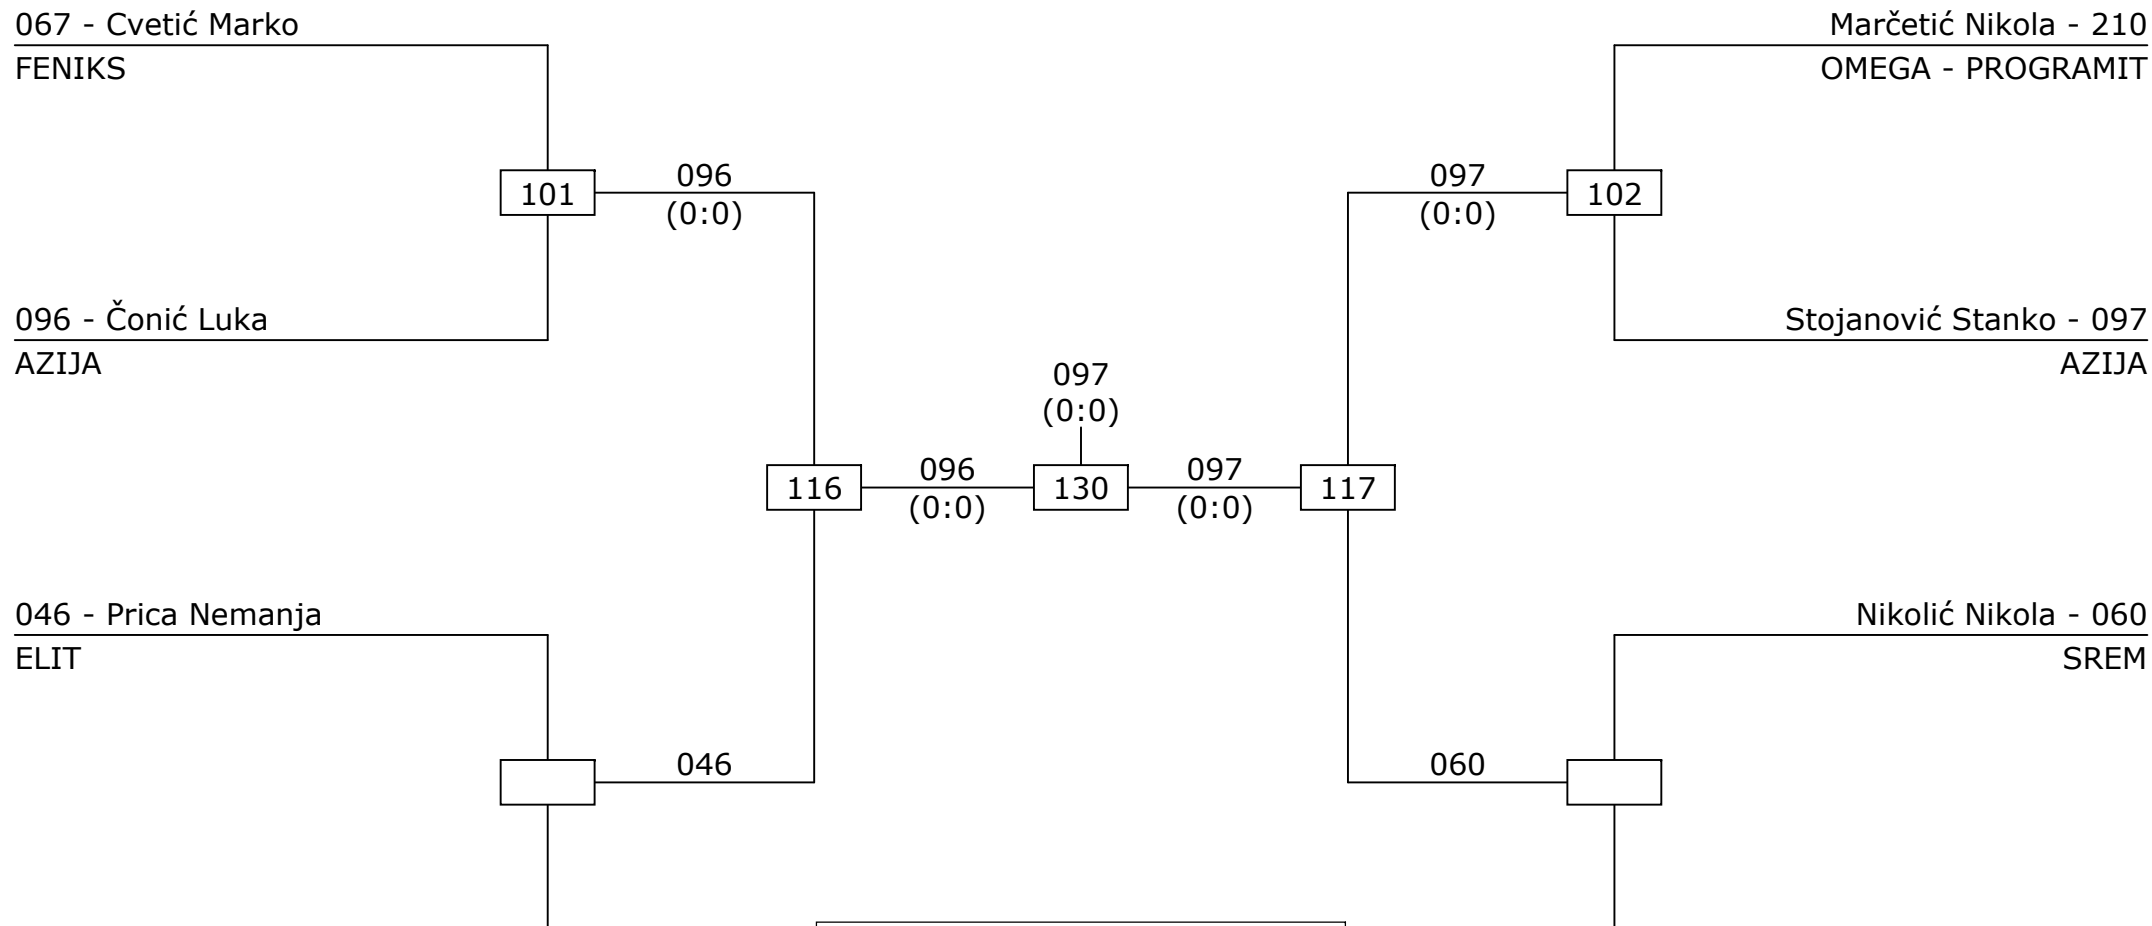 067 - Cvetić Marko
FENIKS
Marčetić Nikola - 210
OMEGA - PROGRAMIT
101
096
(0:0)
097
(0:0)
102
096 - Čonić Luka
AZIJA
Stojanović Stanko - 097
AZIJA
097
(0:0)
116
096
(0:0)
130
097
(0:0)
117
046 - Prica Nemanja
ELIT
Nikolić Nikola - 060
SREM
046
060